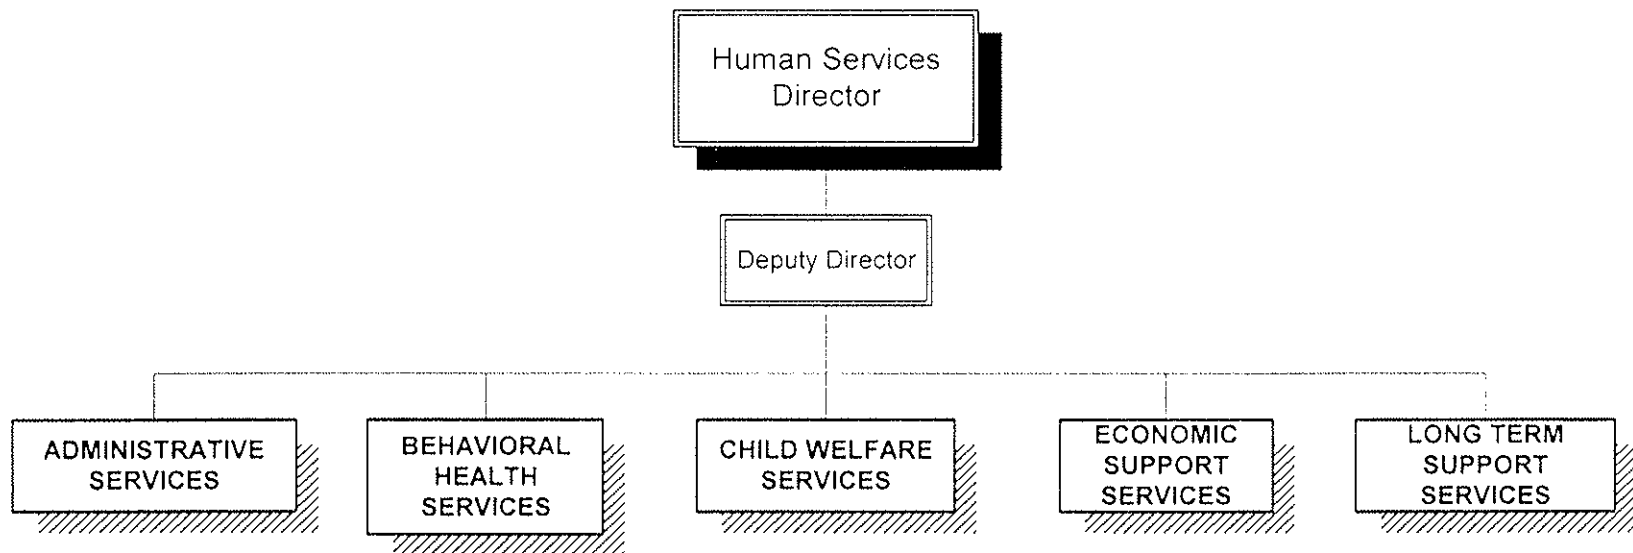 Human Services
Director
Deputy Director
ADMINISTRATIVE
SERVICES
BEHAVIORAL
HEALTH
SERVICES
CHILD WELFARE
SERVICES
ECONOMIC
SUPPORT
SERVICES
LONG TERM
SUPPORT
SERVICES